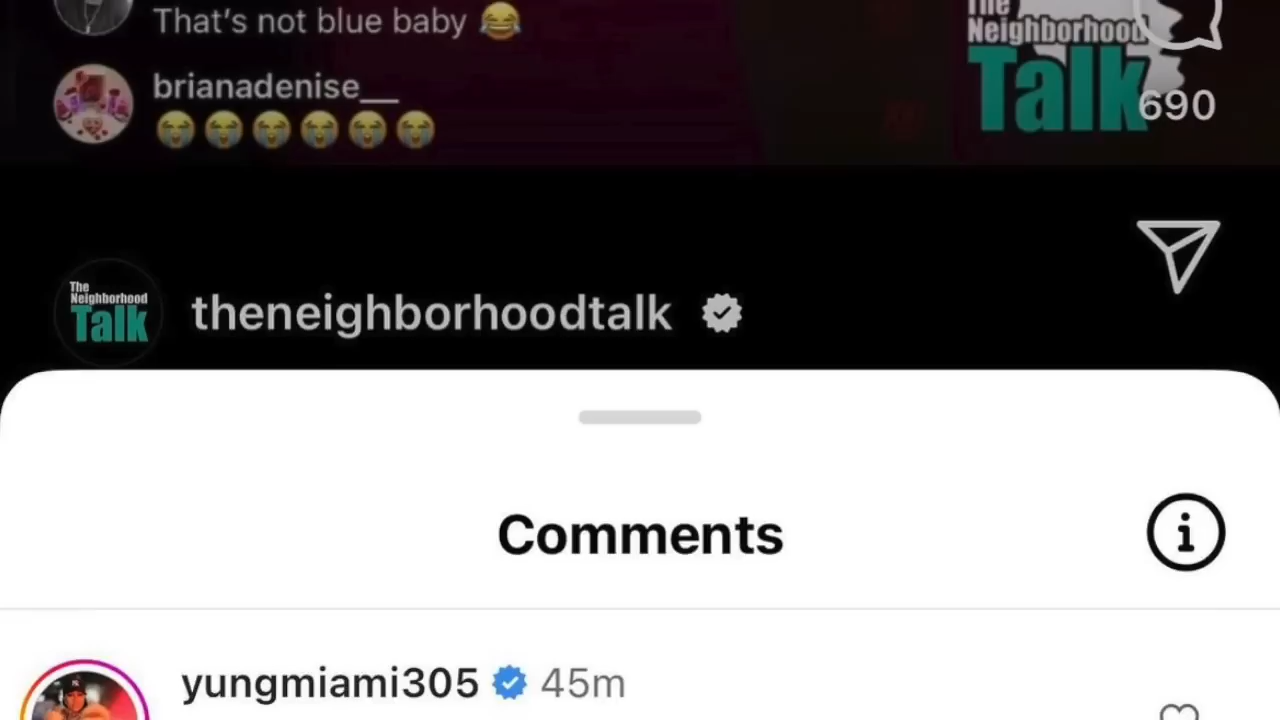 That's not blue baby 😂
brianadenise__
😭😭😭😭😭😭
The
Neighborhood
Talk
690
The
Neighborhood
Talk
theneighborhoodtalk
Comments
yungmiami305 45m